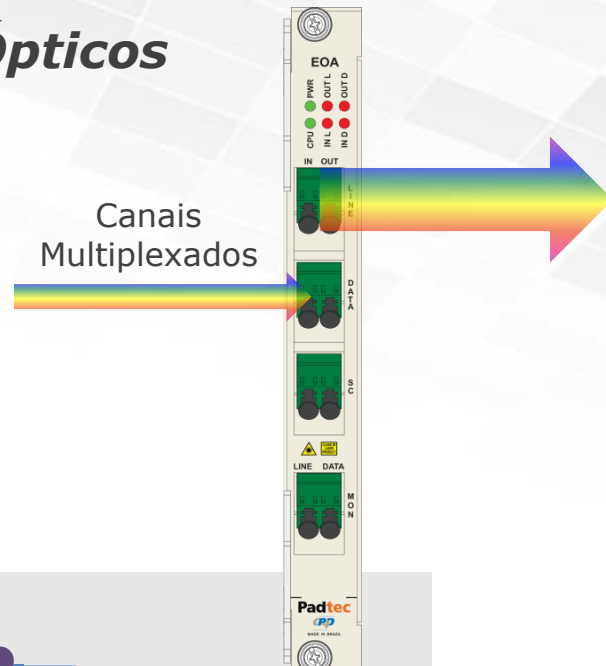 Ópticos
EOA
PWR OUT L OUT D
CPU IN L IN D
IN OUT
LINE
Canais
Multiplexados
DATA
SC
LINE DATA
MON
Padtec
CPqD
MADE IN BRAZIL